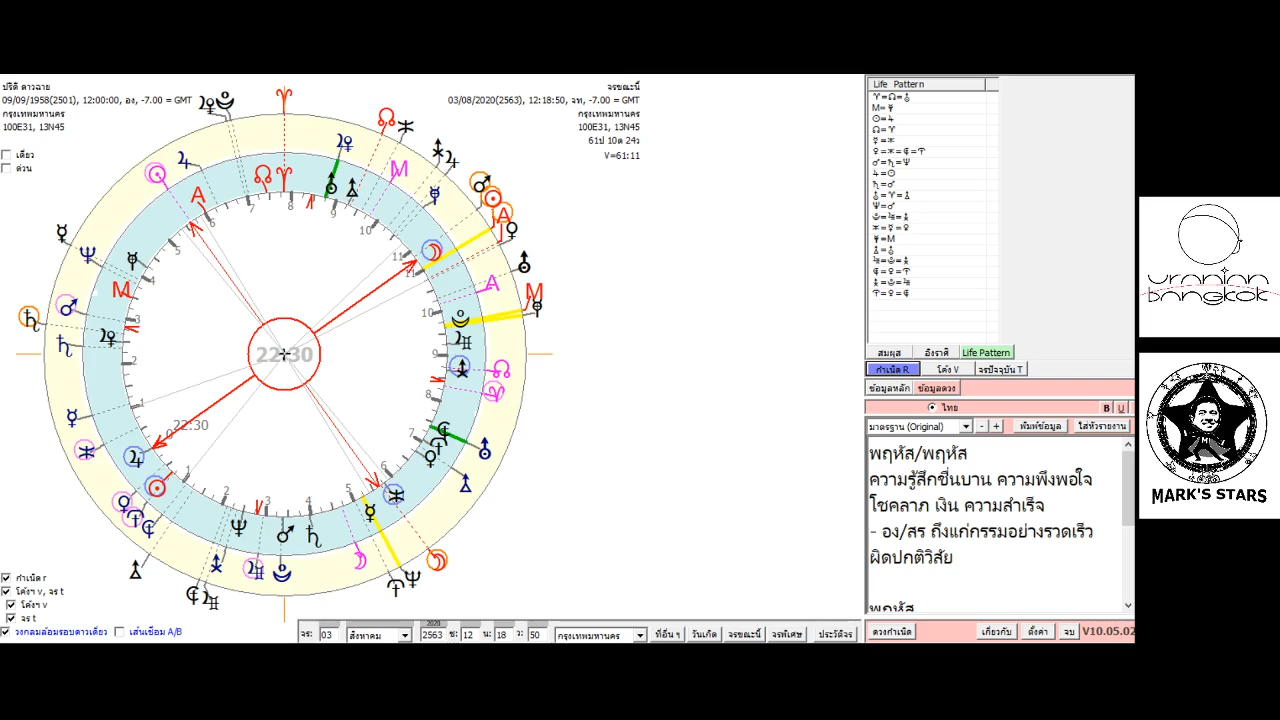 ปริดี ดาวฉาย
09/09/1958(2501), 12:00:00, อัง, -7.00 = GMT
กรุงเทพมหานคร
100E31, 13N45
เดี่ยว
ด่วน
จรขณะนี้
03/08/2020(2563), 12:18:50, จท, -7.00 = GMT
กรุงเทพมหานคร
100E31, 13N45
61ป 10ด 24ว
V=61:11
22:30
22:30
กำเนิด r
โค้งฯ v, จร t
โค้งฯ v
จร t
วงกลมล้อมรอบดาวเดี่ยว
เส้นเชื่อม A/B
จร:
03
สิงหาคม
2020
2563
ช:
12
น:
18
ว:
50
กรุงเทพมหานคร
ที่อื่น ๆ
วันเกิด
จรขณะนี้
จรพิเศษ
ประวัติจร
Life Pattern
สมผุส
อิงราศี
Life Pattern
กำเนิด R
โค้ง V
จรปัจจุบัน T
ข้อมูลหลัก
ข้อมูลดวง
ไทย
B
U
มาตรฐาน (Original)
-
+
พิมพ์ข้อมูล
ใส่หัวรายงาน
พฤหัส/พฤหัส
ความรู้สึกชื่นบาน ความพึงพอใจ
โชคลาภ เงิน ความสำเร็จ
- อง/สร ถึงแก่กรรมอย่างรวดเร็ว
ผิดปกติวิสัย
พฤหัส
ดวงกำเนิด
เกี่ยวกับ
ตั้งค่า
จบ
V10.05.02
uranian
bangkok
MARK'S STARS